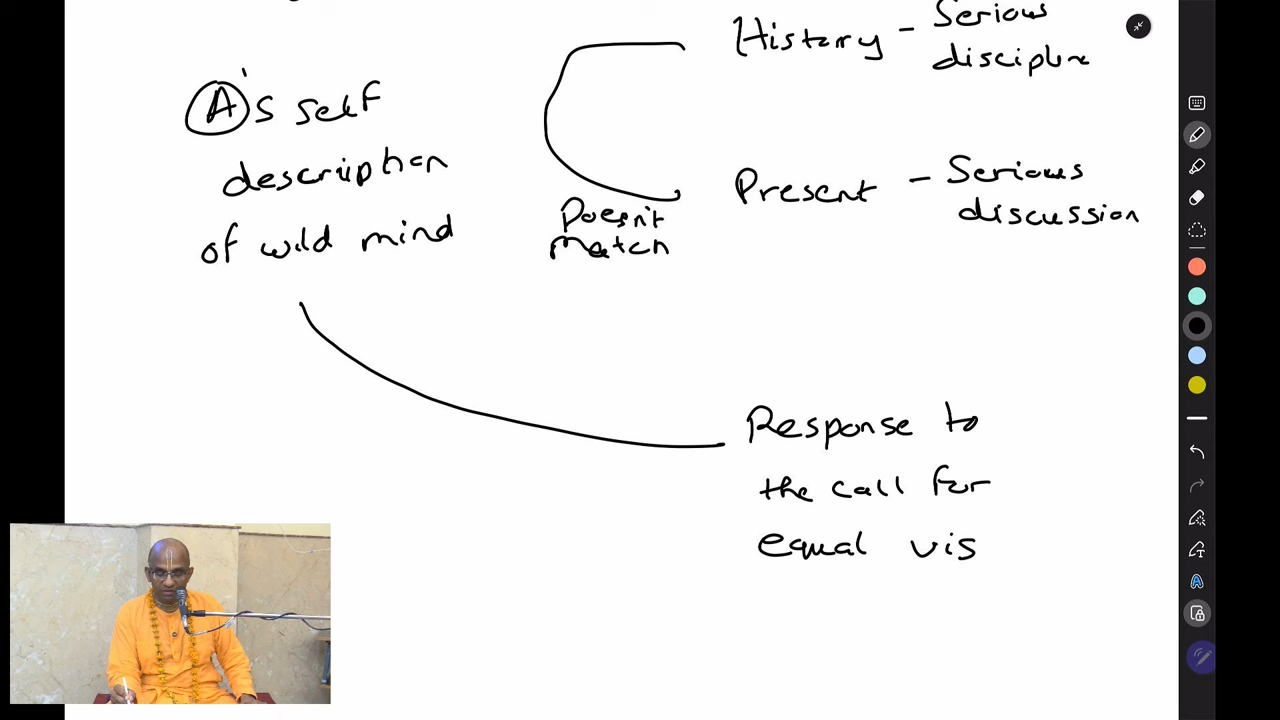 History - Serious
discipline
A's self
description
of wild mind
Doesn't
match
Present - Serious
discussion
Response to
the call for
equal vis